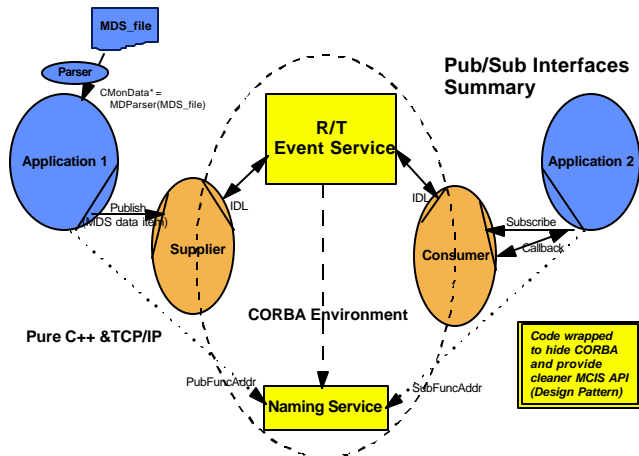 MDS_file
Parser
CMonData* =
MDParser(MDS_file)
Pub/Sub Interfaces
Summary
R/T
Event Service
Application 1
Application 2
IDL
IDL
Publish
(MDS data item)
Supplier
Consumer
Subscribe
Callback
CORBA Environment
Pure C++ &TCP/IP
Code wrapped
to hide CORBA
and provide
cleaner MCIS API
(Design Pattern)
PubFuncAddr
SubFuncAddr
Naming Service